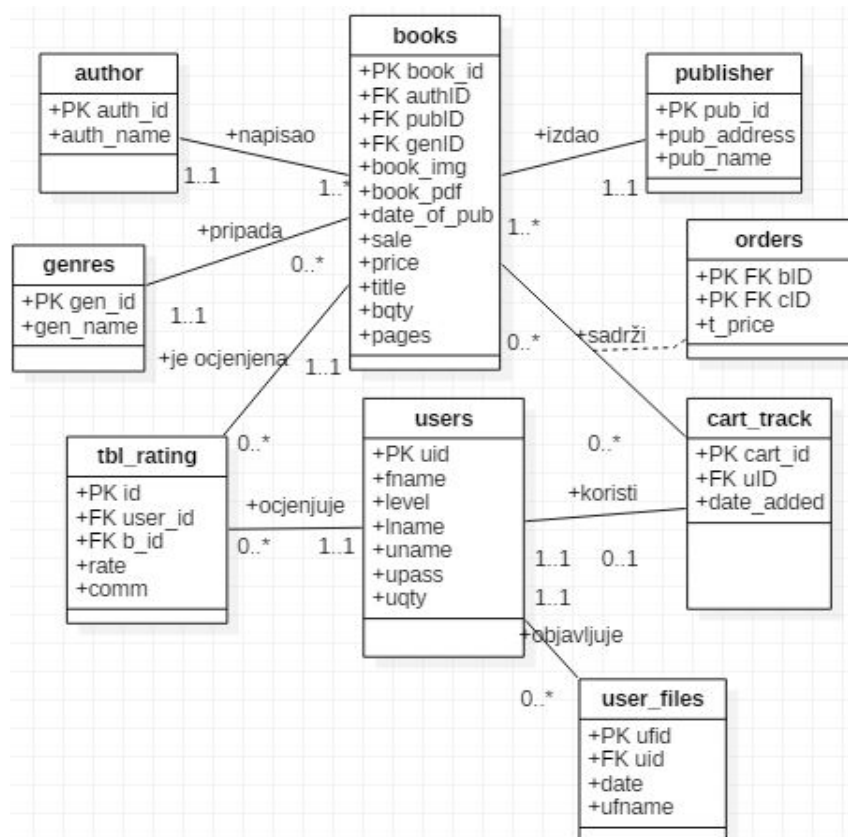 books
+PK book_id
+FK authID
+FK pubID
+FK genID
+book_img
+book_pdf
+date_of_pub
+sale
+price
+title
+bqty
+pages
author
+PK auth_id
+auth_name
publisher
+PK pub_id
+pub_address
+pub_name
+napisao
1..1
1..*
+izdao
1..1
1..*
+pripada
0..*
1..1
genres
+PK gen_id
+gen_name
orders
+PK FK bID
+PK FK cID
+t_price
+sadrži
0..*
0..*
+je ocjenjena
1..1
0..*
users
+PK uid
+fname
+level
+lname
+uname
+upass
+uqty
cart_track
+PK cart_id
+FK uID
+date_added
tbl_rating
+PK id
+FK user_id
+FK b_id
+rate
+comm
+ocjenjuje
0..*
1..1
+koristi
1..1
0..1
1..1
+objavljuje
0..*
user_files
+PK ufid
+FK uid
+date
+ufname